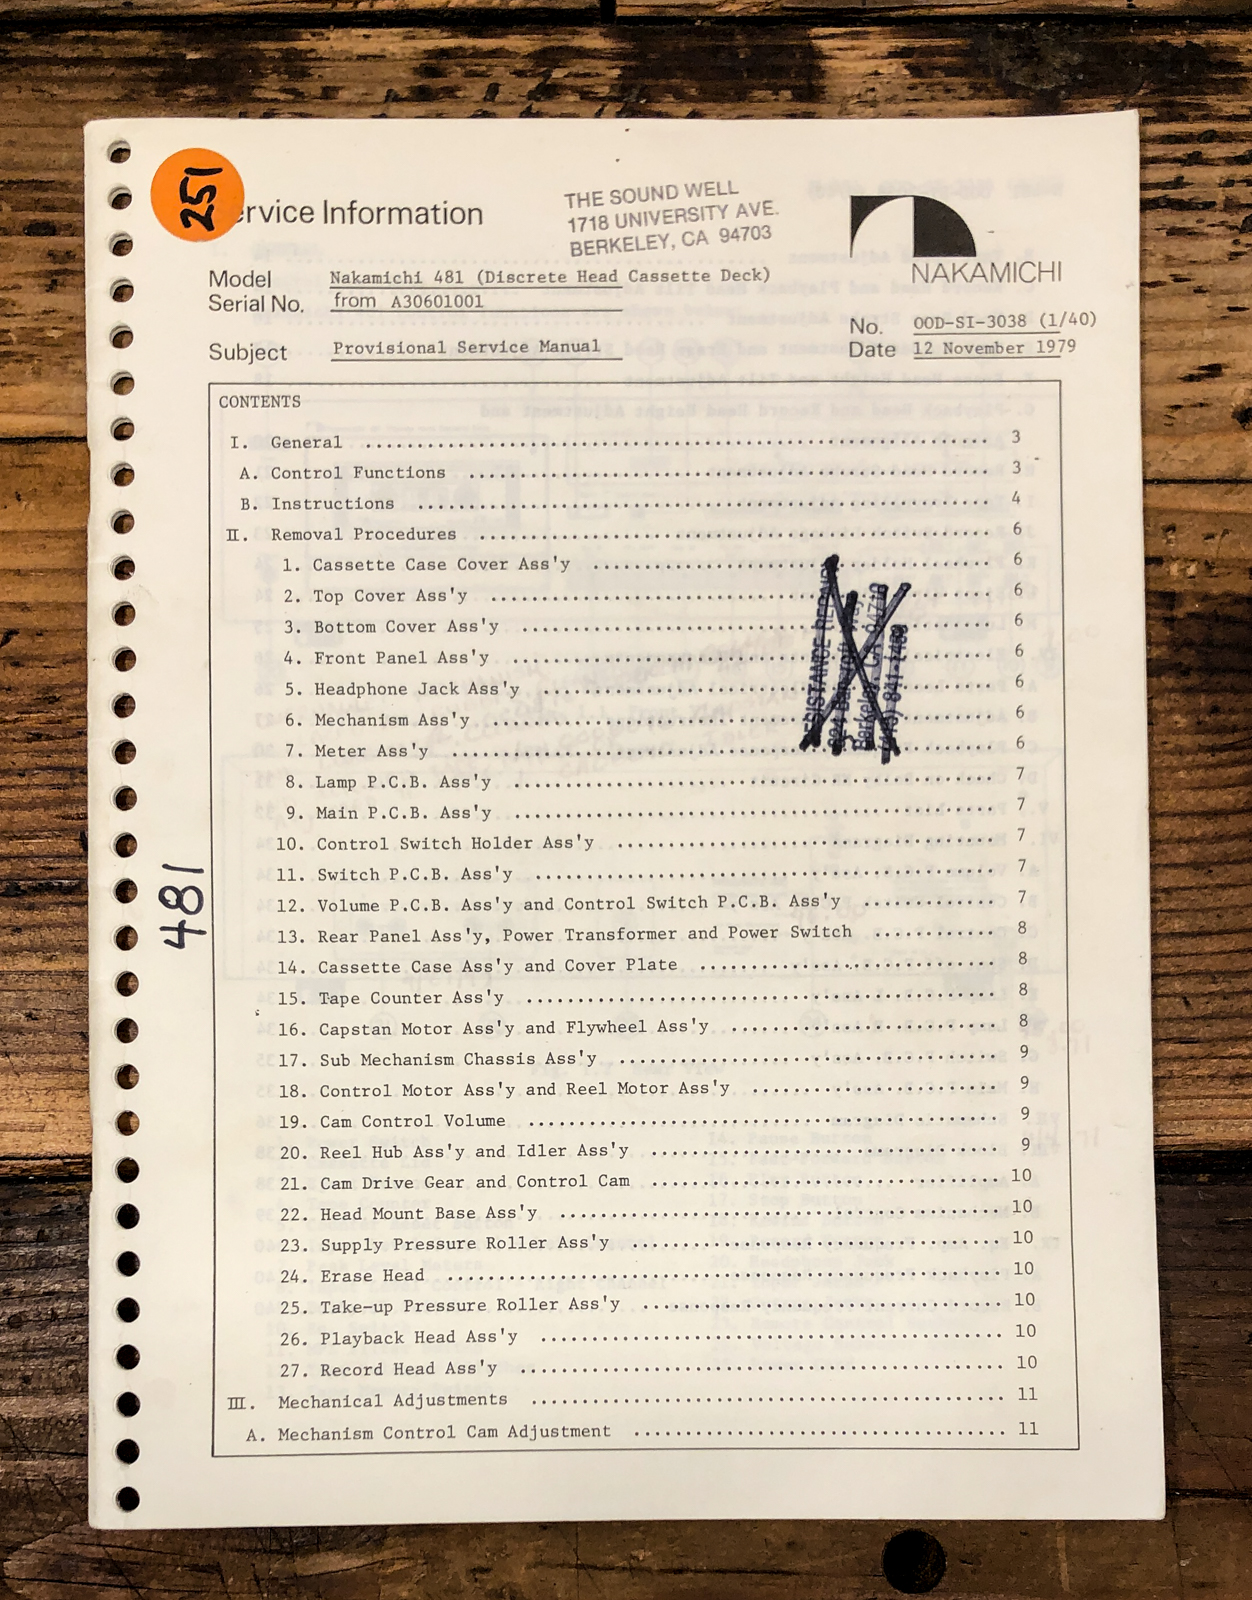 251
ervice Information
THE SOUND WELL
1718 UNIVERSITY AVE.
BERKELEY, CA 94703
NAKAMICHI
Model Nakamichi 481 (Discrete Head Cassette Deck)
Serial No. from A30601001
No. OOD-SI-3038 (1/40)
Subject Provisional Service Manual
Date 12 November 1979
CONTENTS
I. General ........ 3
A. Control Functions ........ 3
B. Instructions ........ 4
II. Removal Procedures ........ 6
1. Cassette Case Cover Ass'y ........ 6
2. Top Cover Ass'y ........ 6
3. Bottom Cover Ass'y ........ 6
4. Front Panel Ass'y ........ 6
5. Headphone Jack Ass'y ........ 6
6. Mechanism Ass'y ........ 6
7. Meter Ass'y ........ 6
8. Lamp P.C.B. Ass'y ........ 7
9. Main P.C.B. Ass'y ........ 7
10. Control Switch Holder Ass'y ........ 7
11. Switch P.C.B. Ass'y ........ 7
12. Volume P.C.B. Ass'y and Control Switch P.C.B. Ass'y ........ 7
13. Rear Panel Ass'y, Power Transformer and Power Switch ........ 8
14. Cassette Case Ass'y and Cover Plate ........ 8
15. Tape Counter Ass'y ........ 8
16. Capstan Motor Ass'y and Flywheel Ass'y ........ 8
17. Sub Mechanism Chassis Ass'y ........ 9
18. Control Motor Ass'y and Reel Motor Ass'y ........ 9
19. Cam Control Volume ........ 9
20. Reel Hub Ass'y and Idler Ass'y ........ 9
21. Cam Drive Gear and Control Cam ........ 10
22. Head Mount Base Ass'y ........ 10
23. Supply Pressure Roller Ass'y ........ 10
24. Erase Head ........ 10
25. Take-up Pressure Roller Ass'y ........ 10
26. Playback Head Ass'y ........ 10
27. Record Head Ass'y ........ 10
III. Mechanical Adjustments ........ 11
A. Mechanism Control Cam Adjustment ........ 11
481
Berkeley, CA